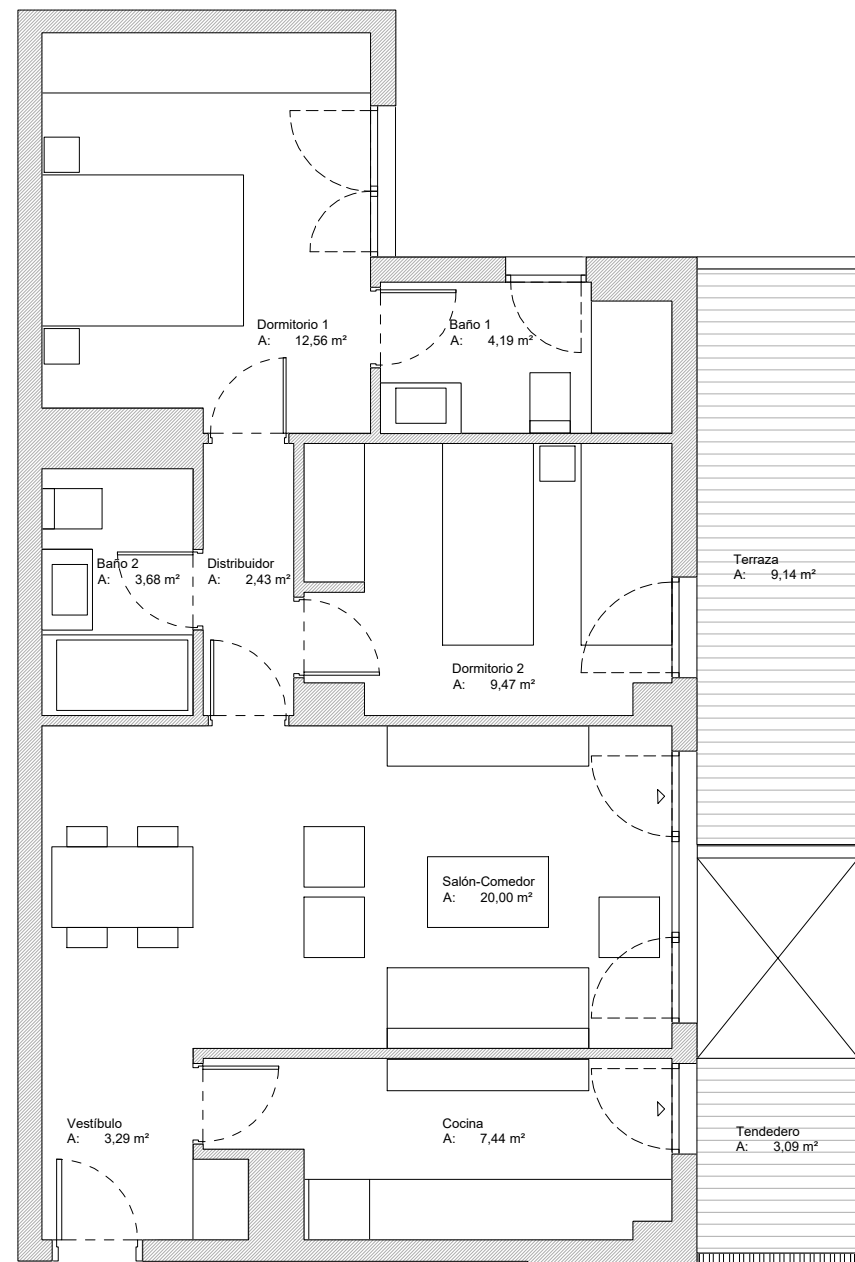 Dormitorio 1
A: 12,56 m²
Baño 1
A: 4,19 m²
Baño 2
A: 3,68 m²
Distribuidor
A: 2,43 m²
Terraza
A: 9,14 m²
Dormitorio 2
A: 9,47 m²
Salón-Comedor
A: 20,00 m²
Vestíbulo
A: 3,29 m²
Cocina
A: 7,44 m²
Tendedero
A: 3,09 m²